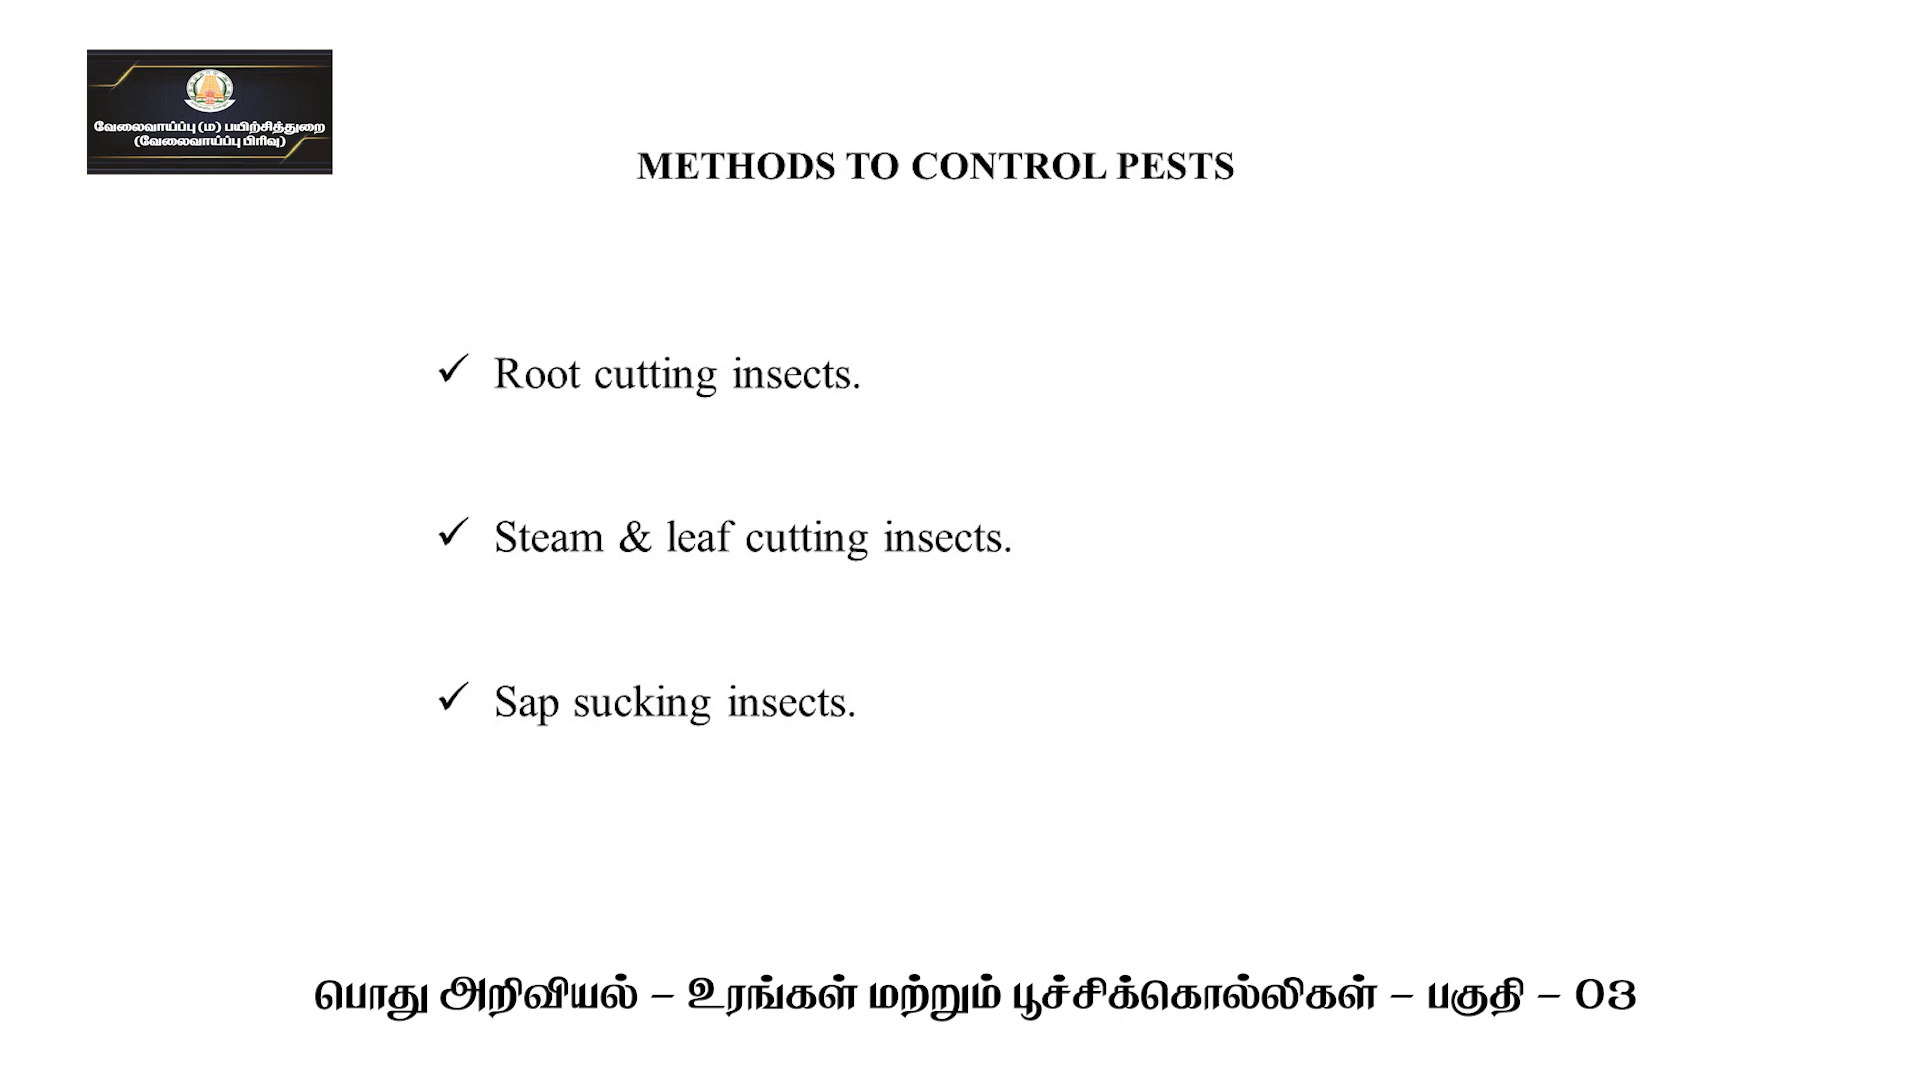 வேலைவாய்ப்பு (ம) பயிற்சித்துறை
(வேலைவாய்ப்பு பிரிவு)
METHODS TO CONTROL PESTS
✓ Root cutting insects.
✓ Steam & leaf cutting insects.
✓ Sap sucking insects.
பொது அறிவியல் – உரங்கள் மற்றும் பூச்சிக்கொல்லிகள் – பகுதி – 03